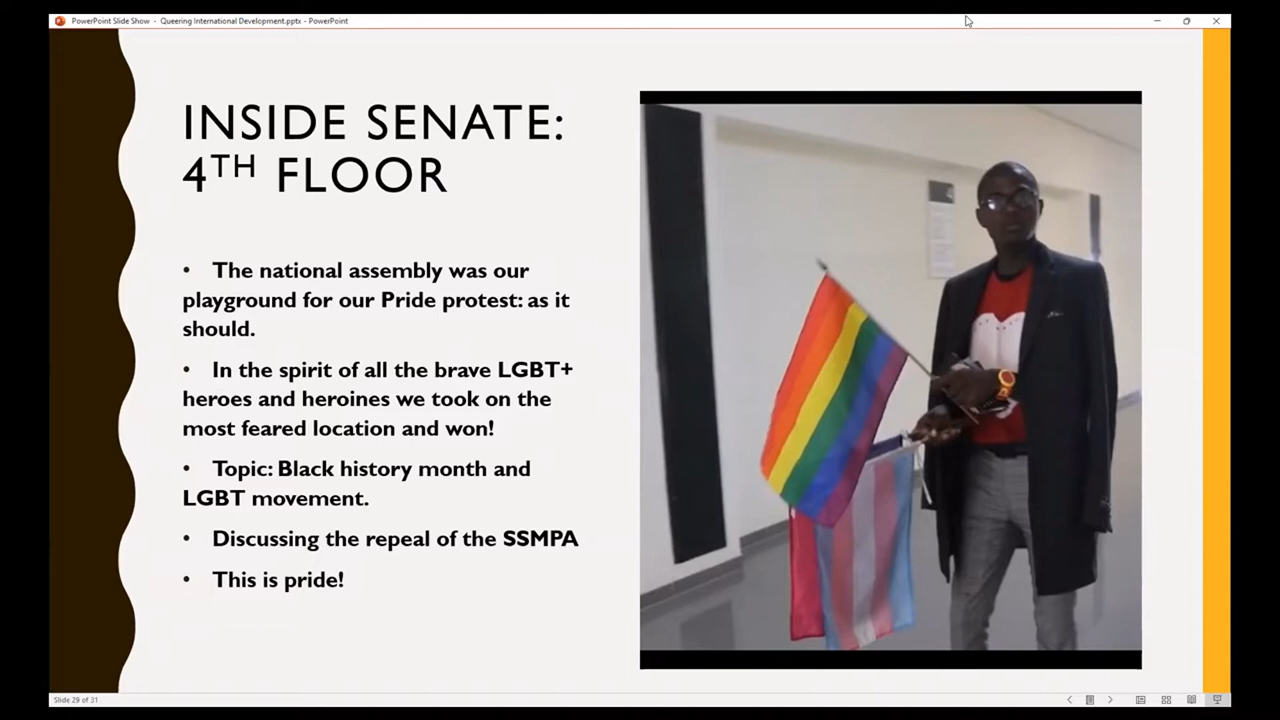 PowerPoint Slide Show - Queering International Development.pptx - PowerPoint
INSIDE SENATE:
4TH FLOOR
• The national assembly was our
playground for our Pride protest: as it
should.
• In the spirit of all the brave LGBT+
heroes and heroines we took on the
most feared location and won!
• Topic: Black history month and
LGBT movement.
• Discussing the repeal of the SSMPA
• This is pride!
4
Slide 29 of 31